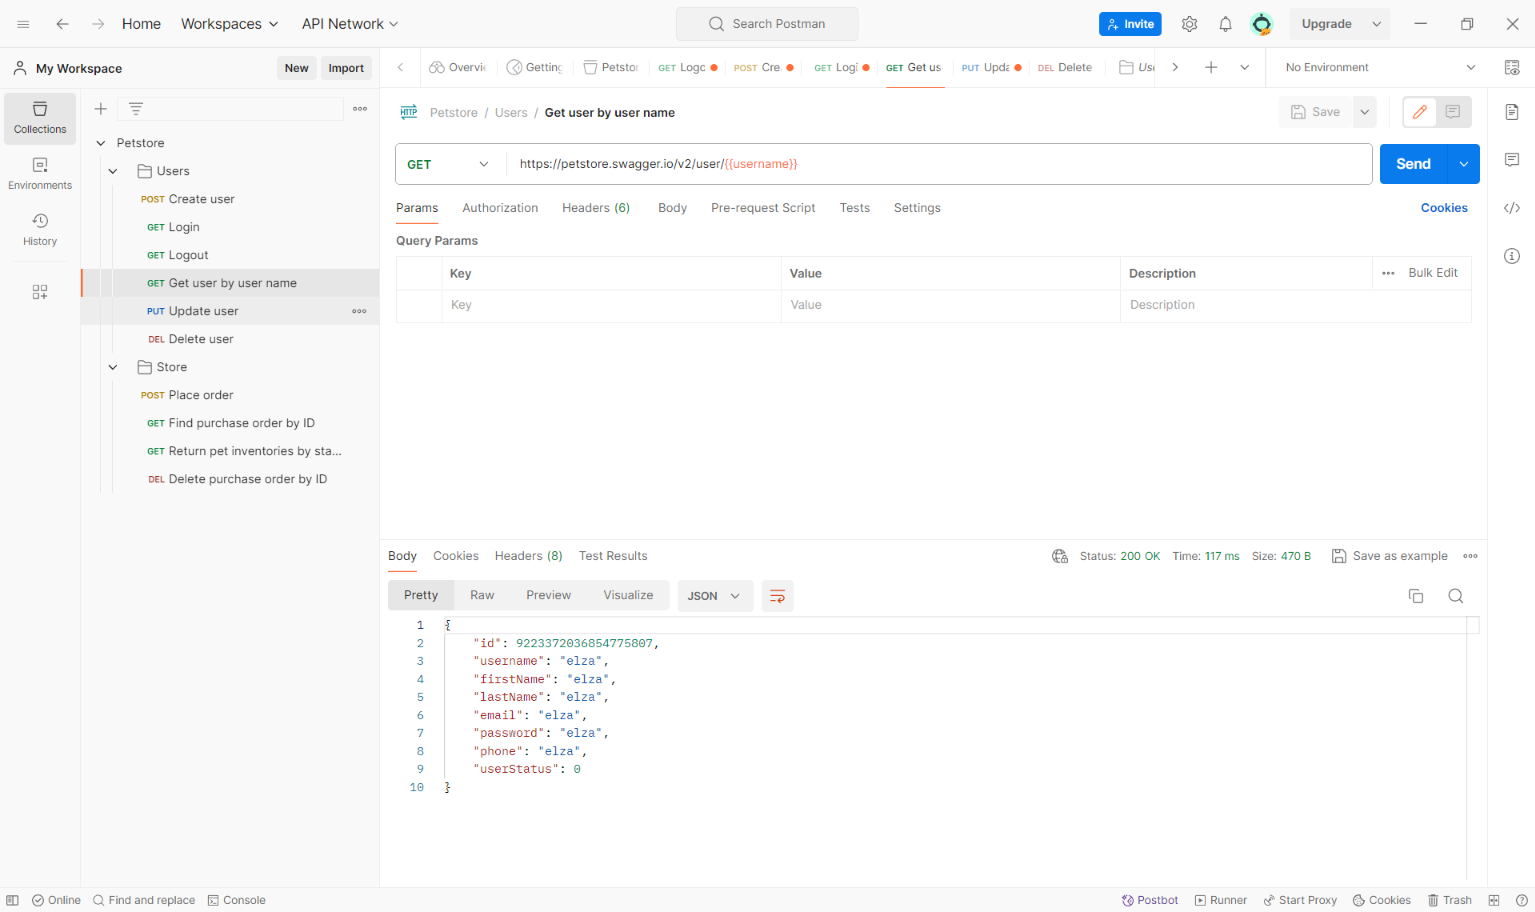 Home Workspaces API Network Search Postman Invite Upgrade
My Workspace New Import
Overvi Getting Petstor GET Logo POST Cre GET Logi GET Get us PUT Upda DEL Delete Use No Environment
Collections
Environments
History
Petstore
Users
POST Create user
GET Login
GET Logout
GET Get user by user name
PUT Update user
DEL Delete user
Store
POST Place order
GET Find purchase order by ID
GET Return pet inventories by sta...
DEL Delete purchase order by ID
HTTP Petstore / Users / Get user by user name Save
GET https://petstore.swagger.io/v2/user/{{username}} Send
Params Authorization Headers (6) Body Pre-request Script Tests Settings Cookies
Query Params
Key Value Description Bulk Edit
Key Value Description
Body Cookies Headers (8) Test Results Status: 200 OK Time: 117 ms Size: 470 B Save as example
Pretty Raw Preview Visualize JSON
1 {
2 "id": 9223372036854775807,
3 "username": "elza",
4 "firstName": "elza",
5 "lastName": "elza",
6 "email": "elza",
7 "password": "elza",
8 "phone": "elza",
9 "userStatus": 0
10 }
Online Find and replace Console Postbot Runner Start Proxy Cookies Trash